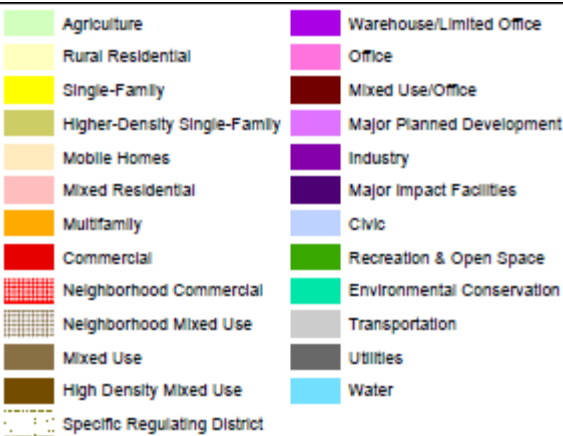 Agriculture
Rural Residential
Single-Family
Higher-Density Single-Family
Mobile Homes
Mixed Residential
Multifamily
Commercial
Neighborhood Commercial
Neighborhood Mixed Use
Mixed Use
High Density Mixed Use
Specific Regulating District
Warehouse/Limited Office
Office
Mixed Use/Office
Major Planned Development
Industry
Major Impact Facilities
Civic
Recreation & Open Space
Environmental Conservation
Transportation
Utilities
Water